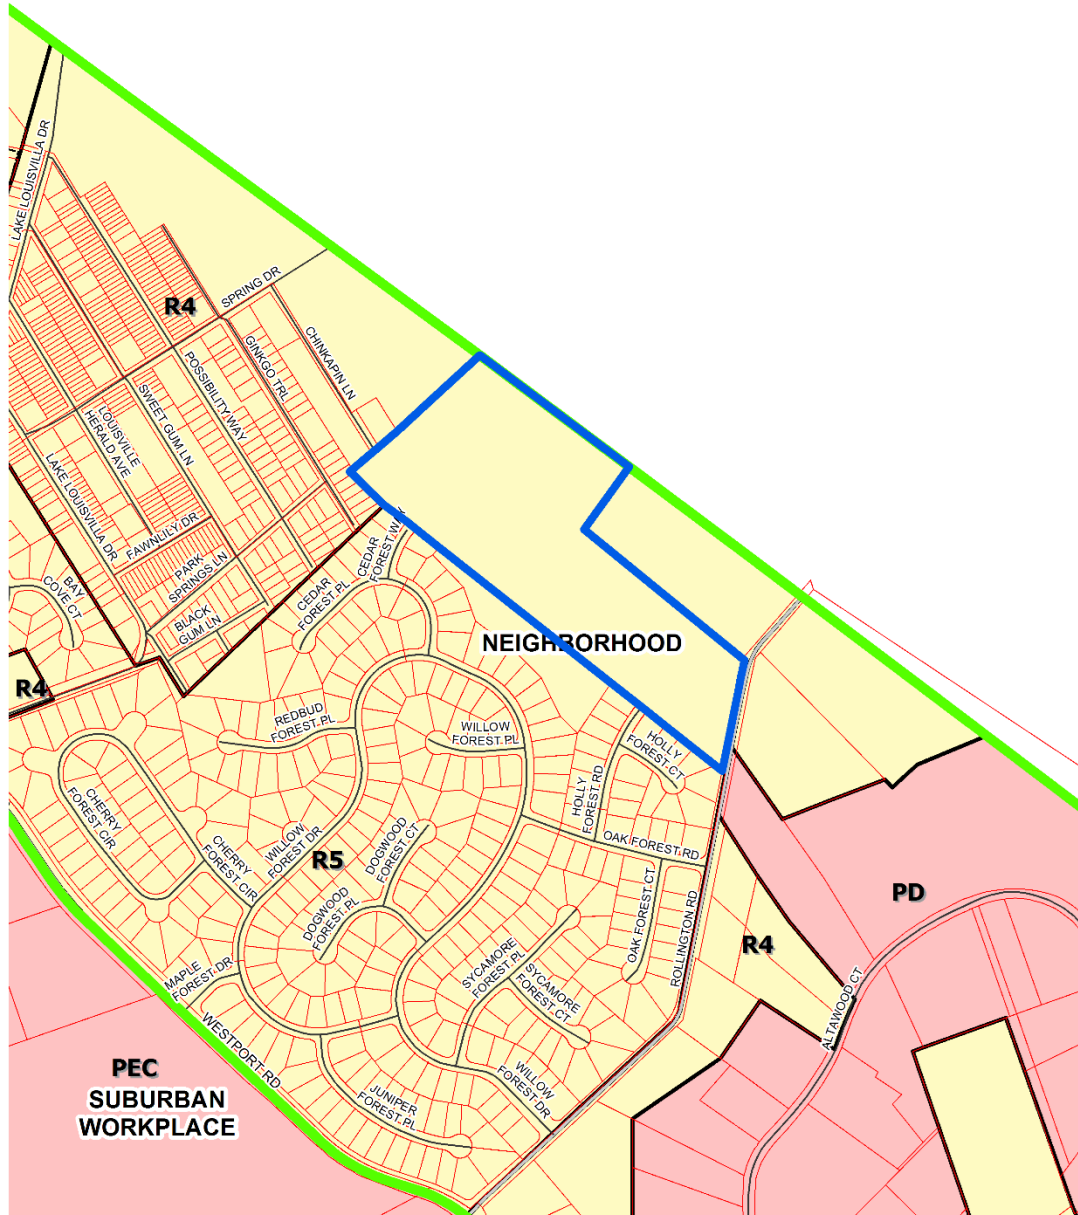 LAKE LOUISVILLA DR
R4
SPRING DR
CHINKAPIN LN
GINKGO TRL
POSSIBILITY WAY
SWEET GUM LN
LOUISVILLE
HERALD AVE
LAKE LOUISVILLA DR
FAWNLILY DR
PARK
SPRINGS LN
BLACK
GUM LN
BAY
COVE CT
CEDAR
FOREST WAY
CEDAR
FOREST PL
NEIGHBORHOOD
R4
REDBUD
FOREST PL
WILLOW
FOREST PL
HOLLY
FOREST CT
HOLLY
FOREST RD
CHERRY
FOREST CIR
CHERRY
FOREST CIR
WILLOW
FOREST DR
DOGWOOD
FOREST CT
OAK FOREST RD
R5
DOGWOOD
FOREST PL
OAK FOREST CT
ROLLINGTON RD
PD
R4
SYCAMORE
FOREST PL
SYCAMORE
FOREST CT
MAPLE
FOREST DR
ALTAWOOD CT
WESTPORT RD
PEC
SUBURBAN
WORKPLACE
JUNIPER
FOREST PL
WILLOW
FOREST DR